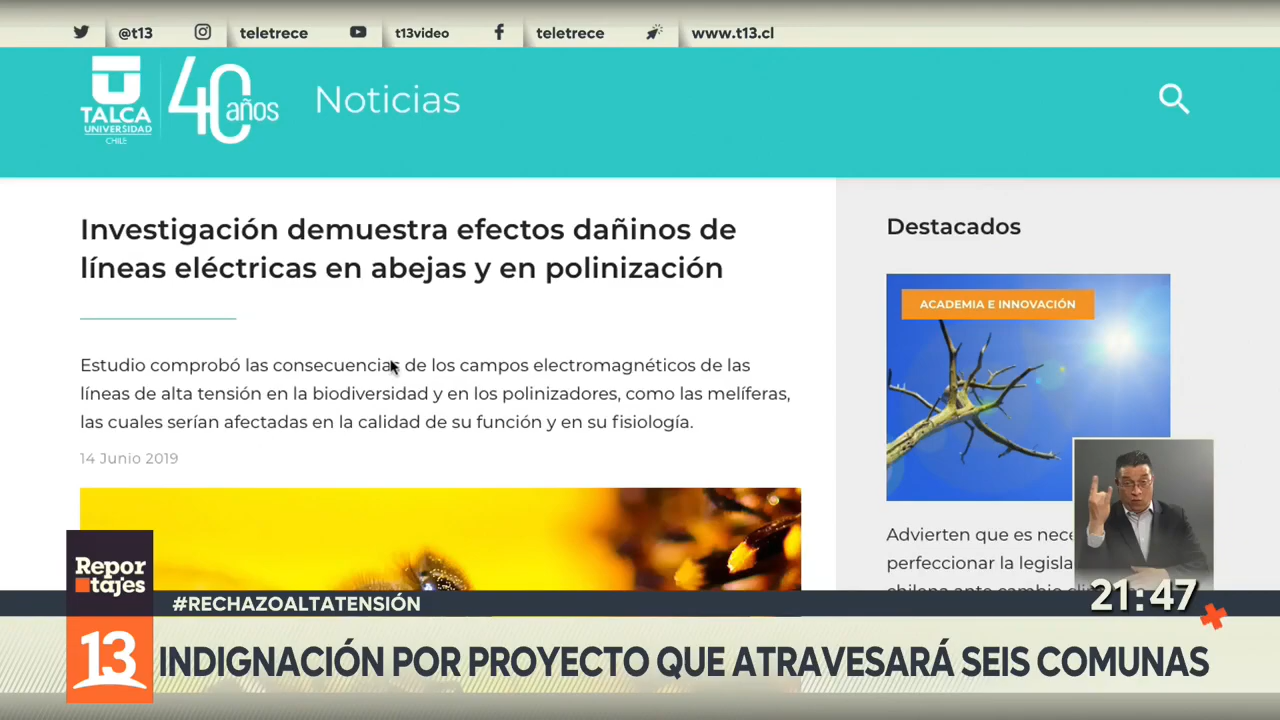 @t13
teletrece
t13video
teletrece
www.t13.cl
TALCA
UNIVERSIDAD
CHILE
40 años
Noticias
Investigación demuestra efectos dañinos de
líneas eléctricas en abejas y en polinización
Estudio comprobó las consecuencias de los campos electromagnéticos de las
líneas de alta tensión en la biodiversidad y en los polinizadores, como las melíferas,
las cuales serían afectadas en la calidad de su función y en su fisiología.
14 Junio 2019
Destacados
ACADEMIA E INNOVACIÓN
Advierten que es nece
perfeccionar la legisla
Repor
tajes
#RECHAZOALTATENSIÓN
21:47
13
INDIGNACIÓN POR PROYECTO QUE ATRAVESARÁ SEIS COMUNAS